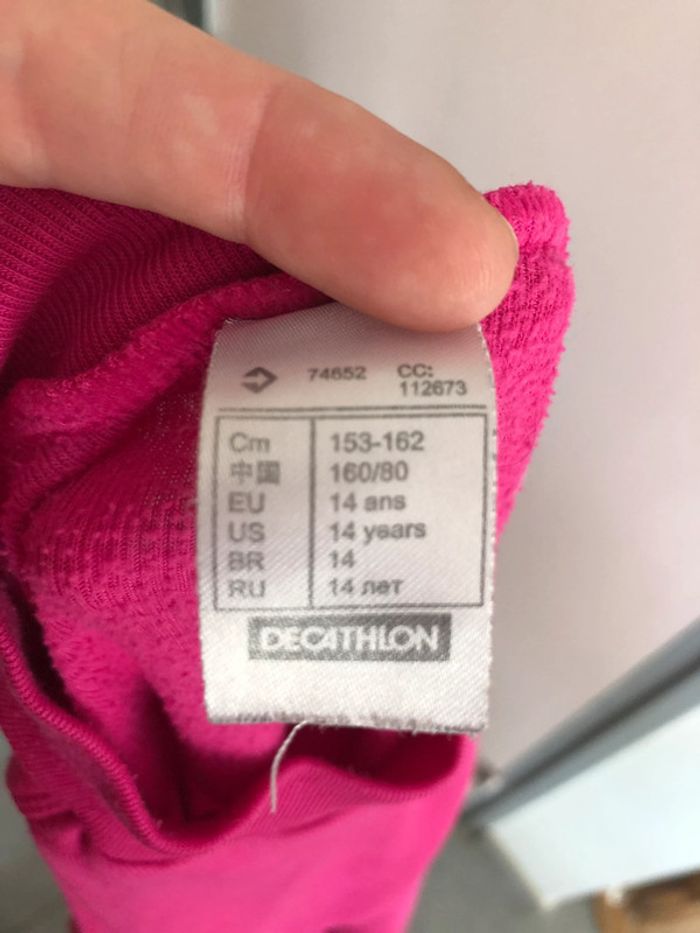 74652 CC:
112673
Cm 153-162
中国 160/80
EU 14 ans
US 14 years
BR 14
RU 14 лет
DECATHLON